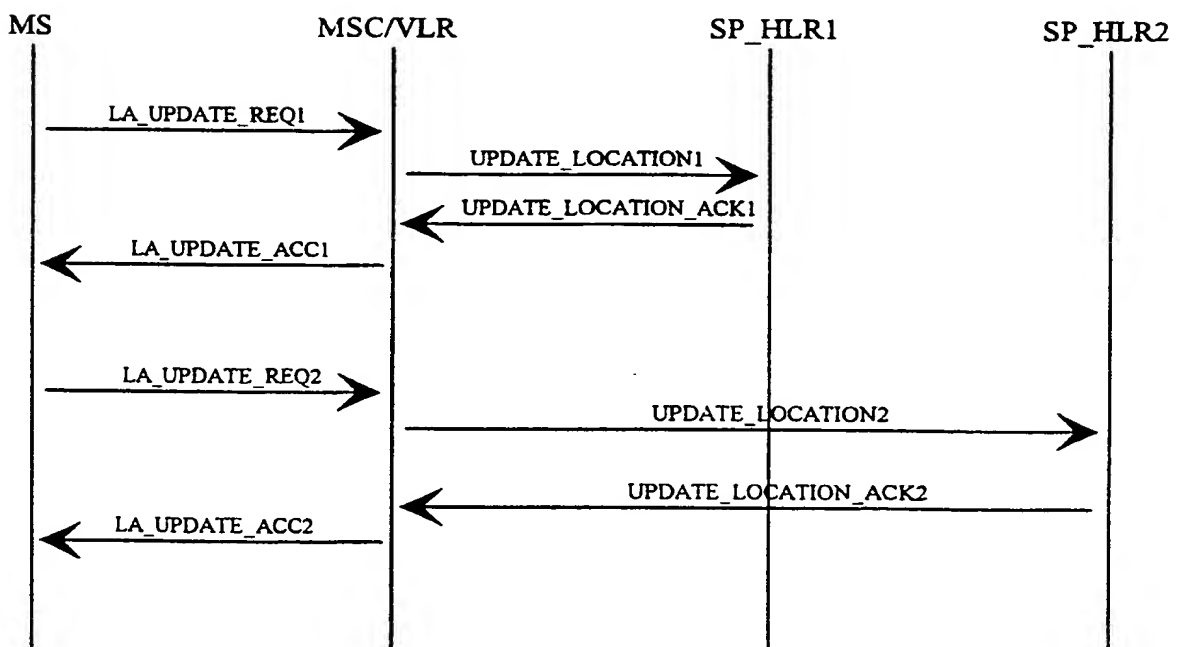 MS
MSC/VLR
SP_HLR1
SP_HLR2
LA_UPDATE_REQ1
UPDATE_LOCATION1
UPDATE_LOCATION_ACK1
LA_UPDATE_ACC1
LA_UPDATE_REQ2
UPDATE_LOCATION2
UPDATE_LOCATION_ACK2
LA_UPDATE_ACC2